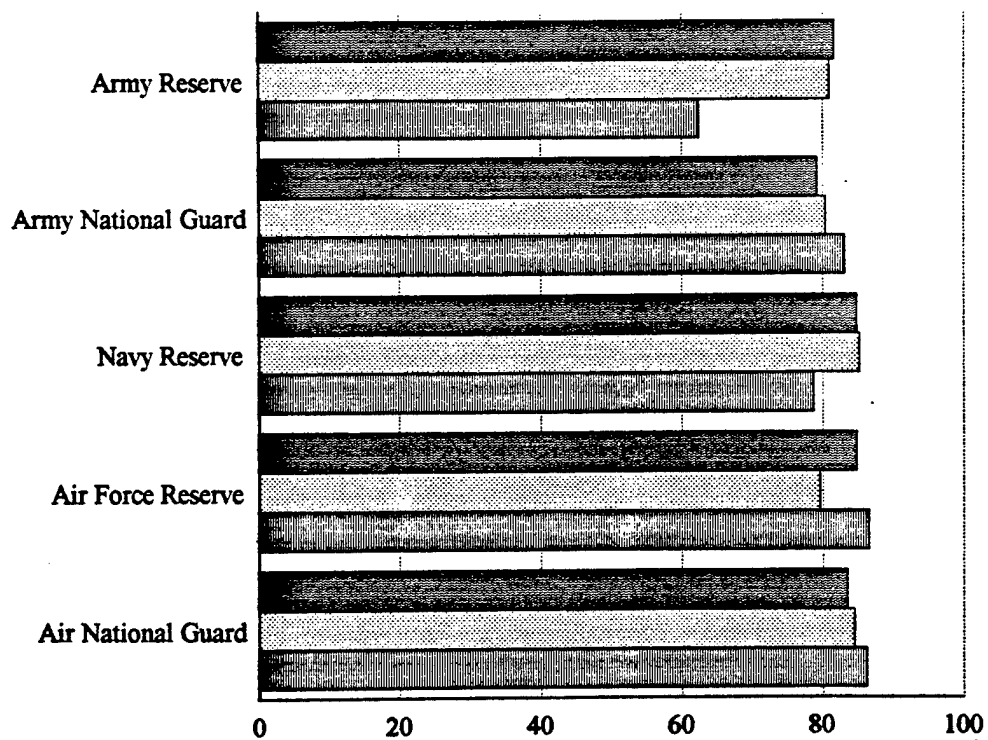 Army Reserve
Army National Guard
Navy Reserve
Air Force Reserve
Air National Guard
0 20 40 60 80 100